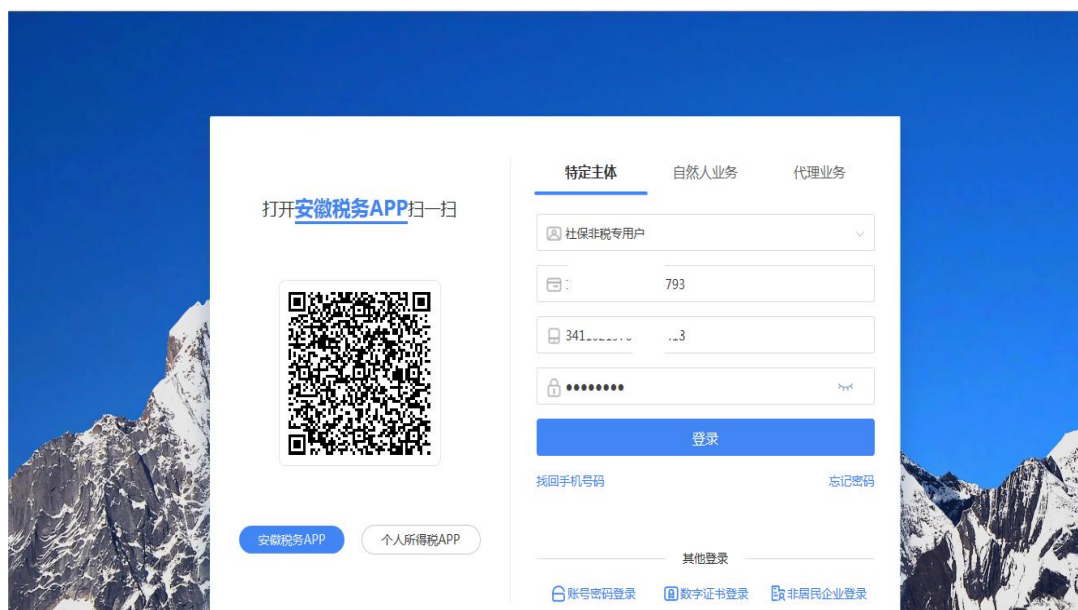 打开安徽税务APP扫一扫
安徽税务APP
个人所得税APP
特定主体
自然人业务
代理业务
社保非税专用户
793
3411
登录
找回手机号码
忘记密码
其他登录
账号密码登录
数字证书登录
非居民企业登录